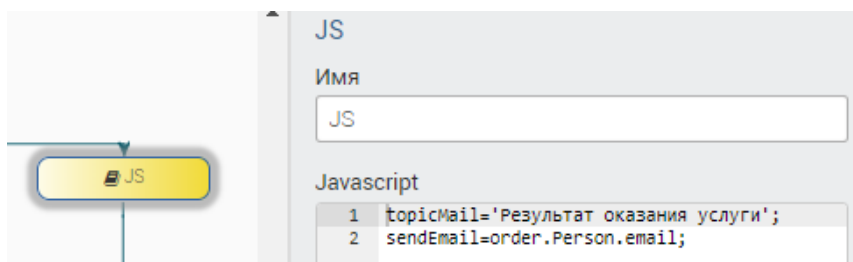 JS
Имя
JS
JS
Javascript
1 topicMail='Результат оказания услуги';
2 sendEmail=order.Person.email;